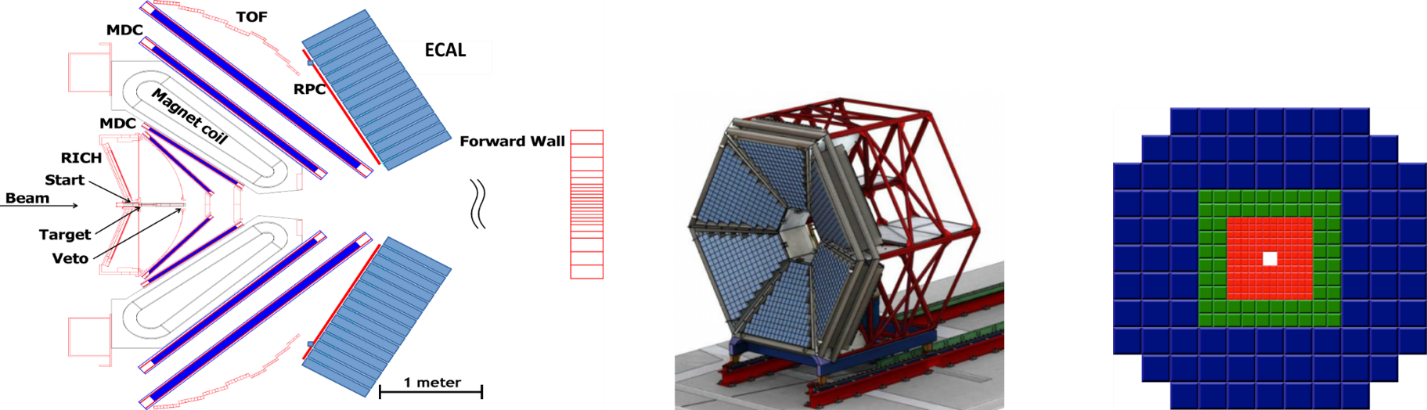 TOF
MDC
ECAL
RPC
Magnet coil
MDC
Forward Wall
RICH
Start
Beam
Target
Veto
1 meter